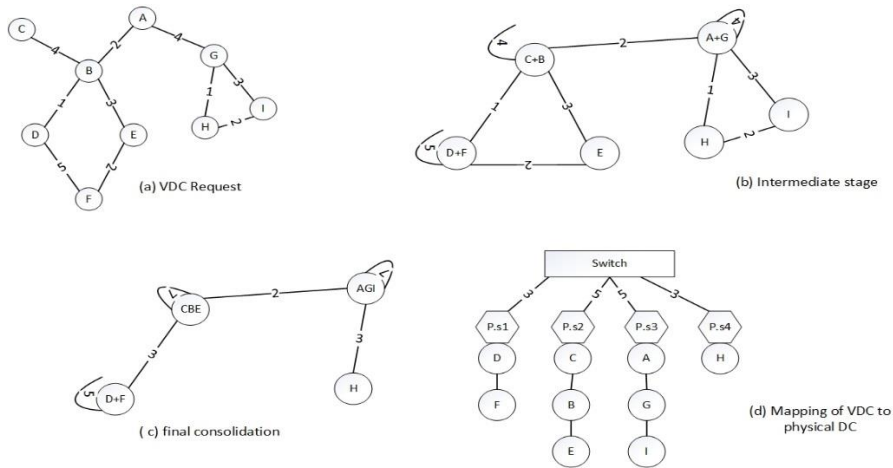 C
A
4
2
4
B
G
1
3
1
3
D
E
H
2
I
5
2
F
(a) VDC Request
4
C+B
2
A+G
4
1
3
1
3
5
D+F
2
E
H
2
I
(b) Intermediate stage
7
CBE
2
AGI
7
3
3
5
D+F
H
( c) final consolidation
Switch
3
5
5
3
P.s1
P.s2
P.s3
P.s4
D
C
A
H
F
B
G
E
I
(d) Mapping of VDC to
physical DC